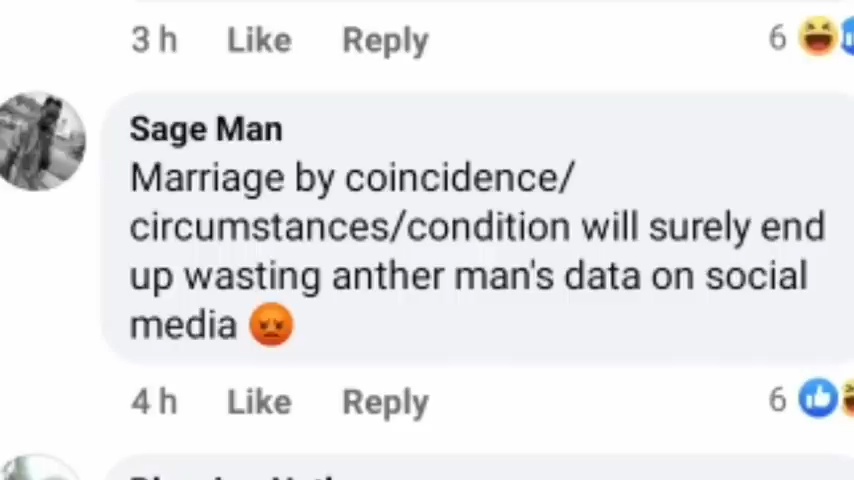 3 h Like Reply 6
Sage Man
Marriage by coincidence/
circumstances/condition will surely end
up wasting anther man's data on social
media 😡
4 h Like Reply 6